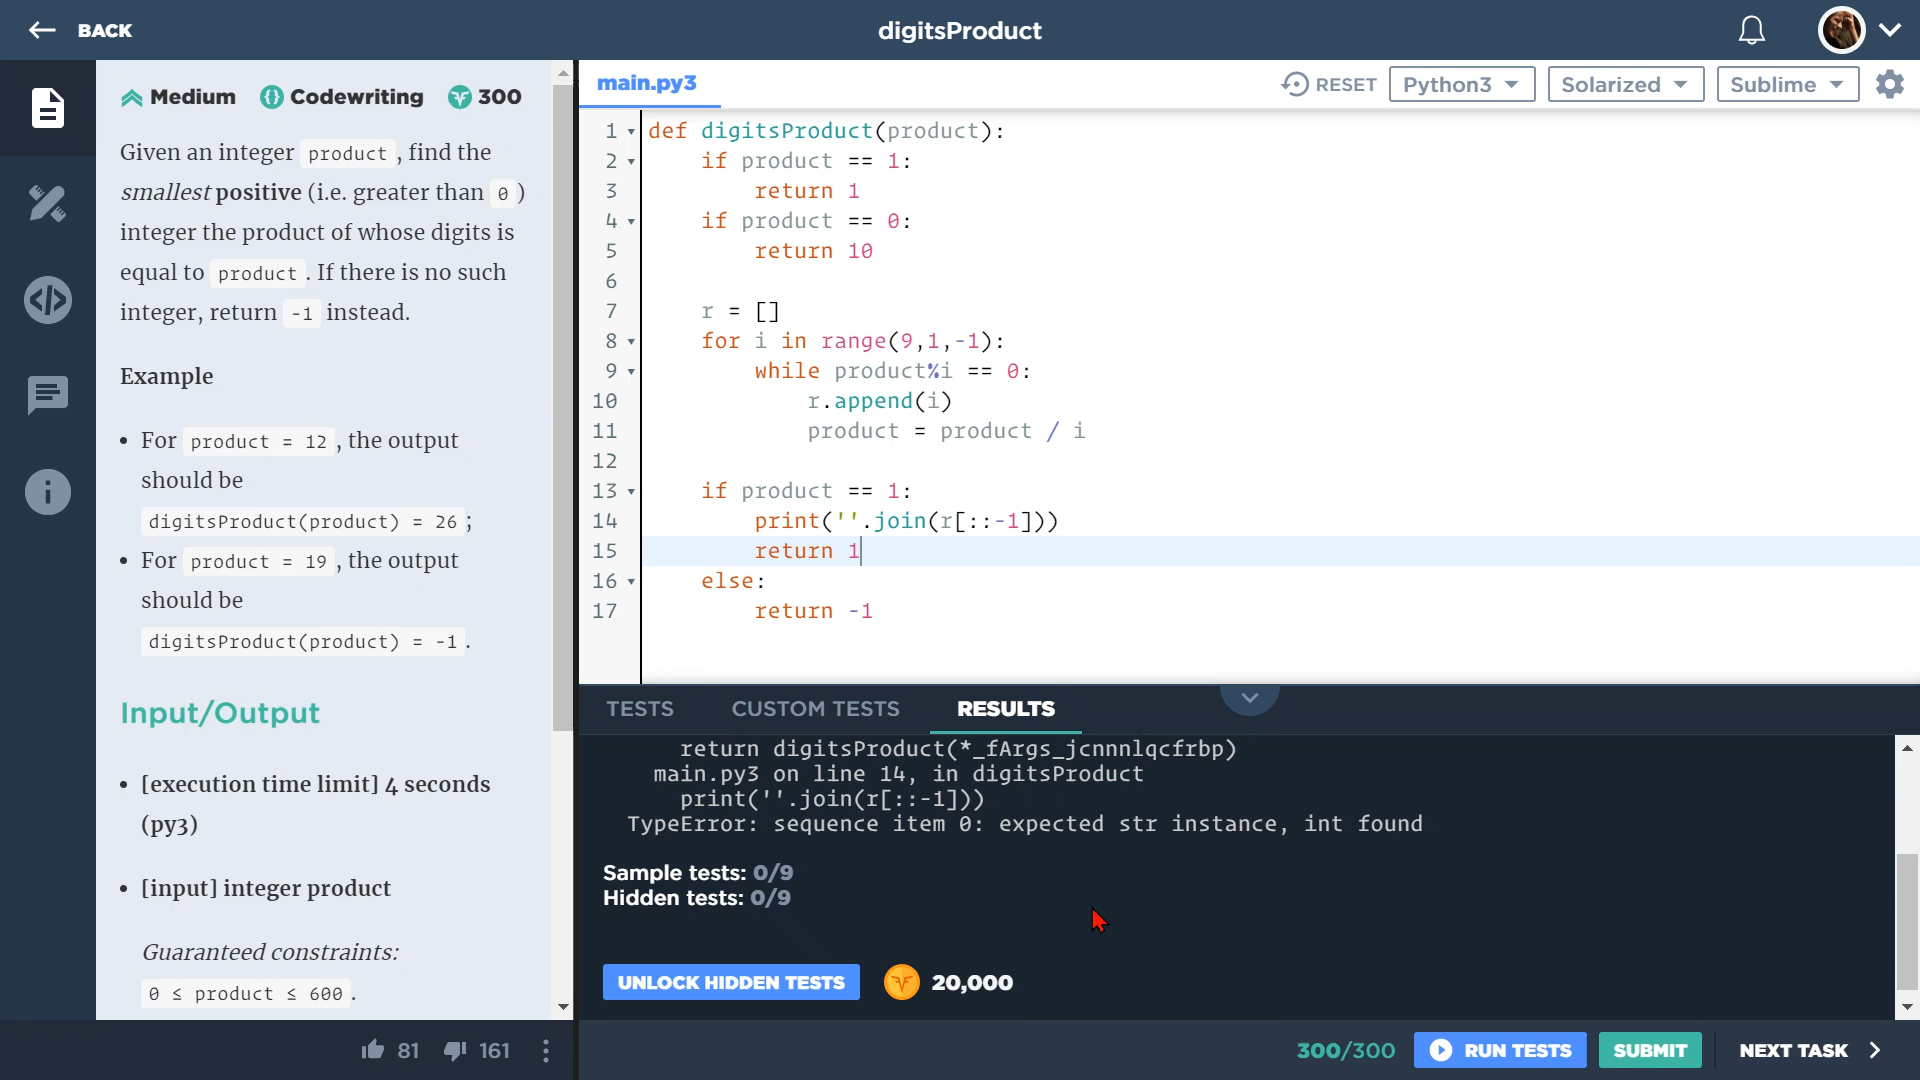 BACK
digitsProduct
Medium Codewriting 300
Given an integer product , find the
smallest positive (i.e. greater than 0 )
integer the product of whose digits is
equal to product . If there is no such
integer, return -1 instead.
Example
• For product = 12 , the output
should be
digitsProduct(product) = 26 ;
• For product = 19 , the output
should be
digitsProduct(product) = -1 .
Input/Output
• [execution time limit] 4 seconds
(py3)
• [input] integer product
Guaranteed constraints:
0 ≤ product ≤ 600 .
81 161
main.py3
RESET Python3 Solarized Sublime
1 def digitsProduct(product):
2 if product == 1:
3 return 1
4 if product == 0:
5 return 10
6
7 r = []
8 for i in range(9,1,-1):
9 while product%i == 0:
10 r.append(i)
11 product = product / i
12
13 if product == 1:
14 print(''.join(r[::-1]))
15 return 1
16 else:
17 return -1
TESTS CUSTOM TESTS RESULTS
return digitsProduct(*_fArgs_jcnnnlqcfrbp)
main.py3 on line 14, in digitsProduct
print(''.join(r[::-1]))
TypeError: sequence item 0: expected str instance, int found
Sample tests: 0/9
Hidden tests: 0/9
UNLOCK HIDDEN TESTS 20,000
300/300 RUN TESTS SUBMIT NEXT TASK